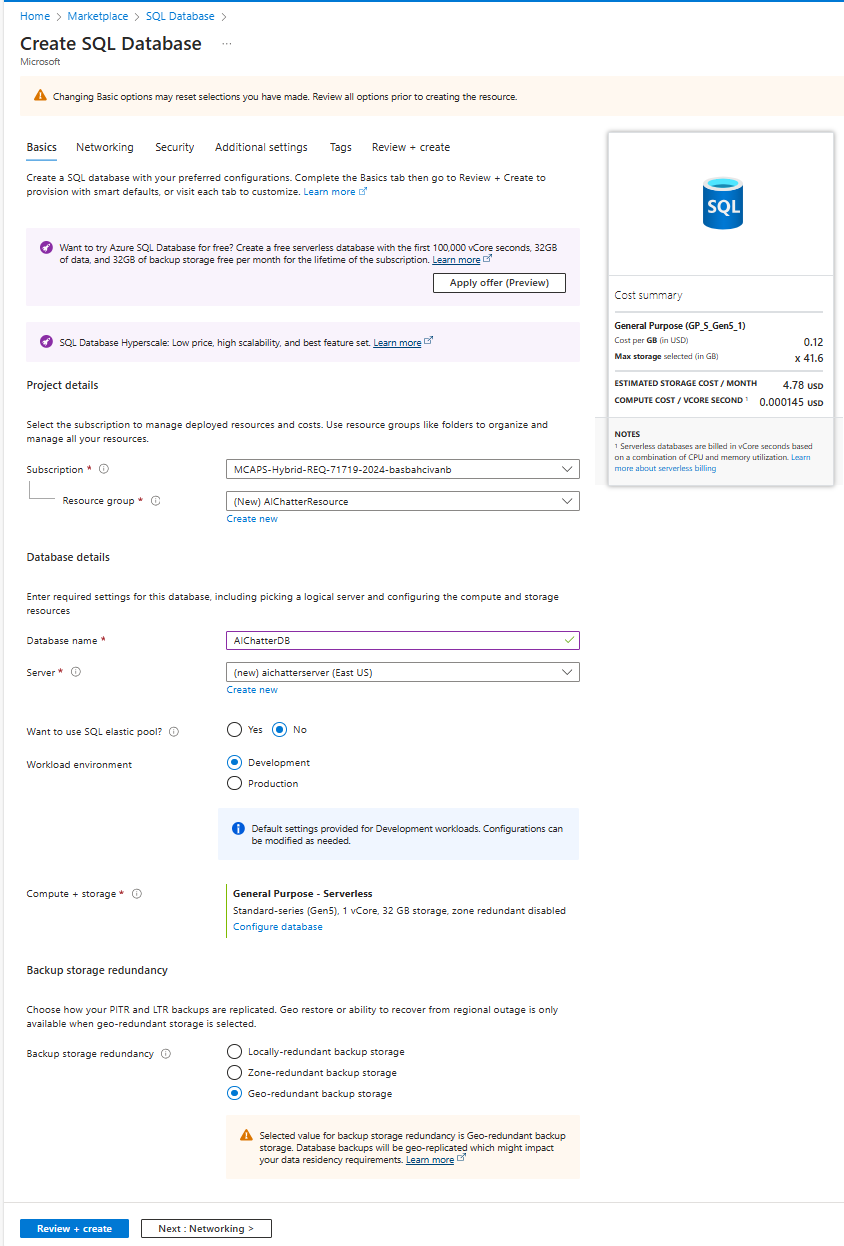 Home > Marketplace > SQL Database >
Create SQL Database ...
Microsoft
Changing Basic options may reset selections you have made. Review all options prior to creating the resource.
Basics Networking Security Additional settings Tags Review + create
Create a SQL database with your preferred configurations. Complete the Basics tab then go to Review + Create to
provision with smart defaults, or visit each tab to customize. Learn more
Want to try Azure SQL Database for free? Create a free serverless database with the first 100,000 vCore seconds, 32GB
of data, and 32GB of backup storage free per month for the lifetime of the subscription. Learn more
Apply offer (Preview)
SQL Database Hyperscale: Low price, high scalability, and best feature set. Learn more
Project details
Select the subscription to manage deployed resources and costs. Use resource groups like folders to organize and
manage all your resources.
Subscription *
MCAPS-Hybrid-REQ-71719-2024-basbahcivanb
Resource group *
(New) AIChatterResource
Create new
Database details
Enter required settings for this database, including picking a logical server and configuring the compute and storage
resources
Database name *
AIChatterDB
Server *
(new) aichatterserver (East US)
Create new
Want to use SQL elastic pool?
Yes No
Workload environment
Development
Production
Default settings provided for Development workloads. Configurations can
be modified as needed.
Compute + storage *
General Purpose - Serverless
Standard-series (Gen5), 1 vCore, 32 GB storage, zone redundant disabled
Configure database
Backup storage redundancy
Choose how your PITR and LTR backups are replicated. Geo restore or ability to recover from regional outage is only
available when geo-redundant storage is selected.
Backup storage redundancy
Locally-redundant backup storage
Zone-redundant backup storage
Geo-redundant backup storage
Selected value for backup storage redundancy is Geo-redundant backup
storage. Database backups will be geo-replicated which might impact
your data residency requirements. Learn more
Review + create
Next : Networking >
SQL
Cost summary
General Purpose (GP_S_Gen5_1)
Cost per GB (in USD) 0.12
Max storage selected (in GB) x 41.6
ESTIMATED STORAGE COST / MONTH 4.78 USD
COMPUTE COST / VCORE SECOND ¹ 0.000145 USD
NOTES
¹ Serverless databases are billed in vCore seconds based
on a combination of CPU and memory utilization. Learn
more about serverless billing